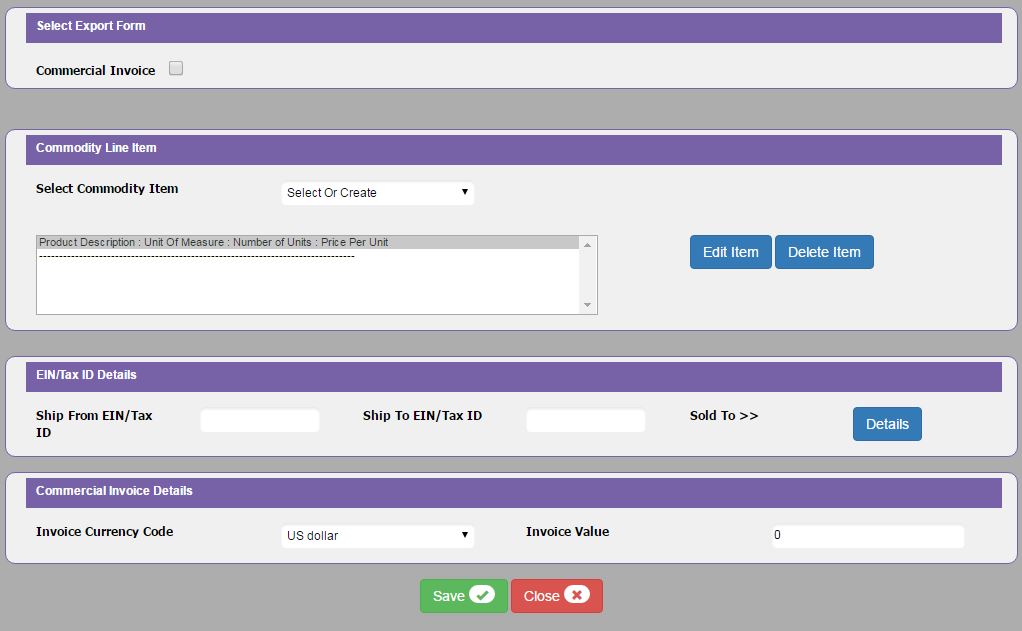 Select Export Form
Commercial Invoice
Commodity Line Item
Select Commodity Item
Select Or Create
Product Description : Unit Of Measure : Number of Units : Price Per Unit
-------------------------------------------------------------------------------
Edit Item
Delete Item
EIN/Tax ID Details
Ship From EIN/Tax
ID
Ship To EIN/Tax ID
Sold To >>
Details
Commercial Invoice Details
Invoice Currency Code
US dollar
Invoice Value
0
Save
Close